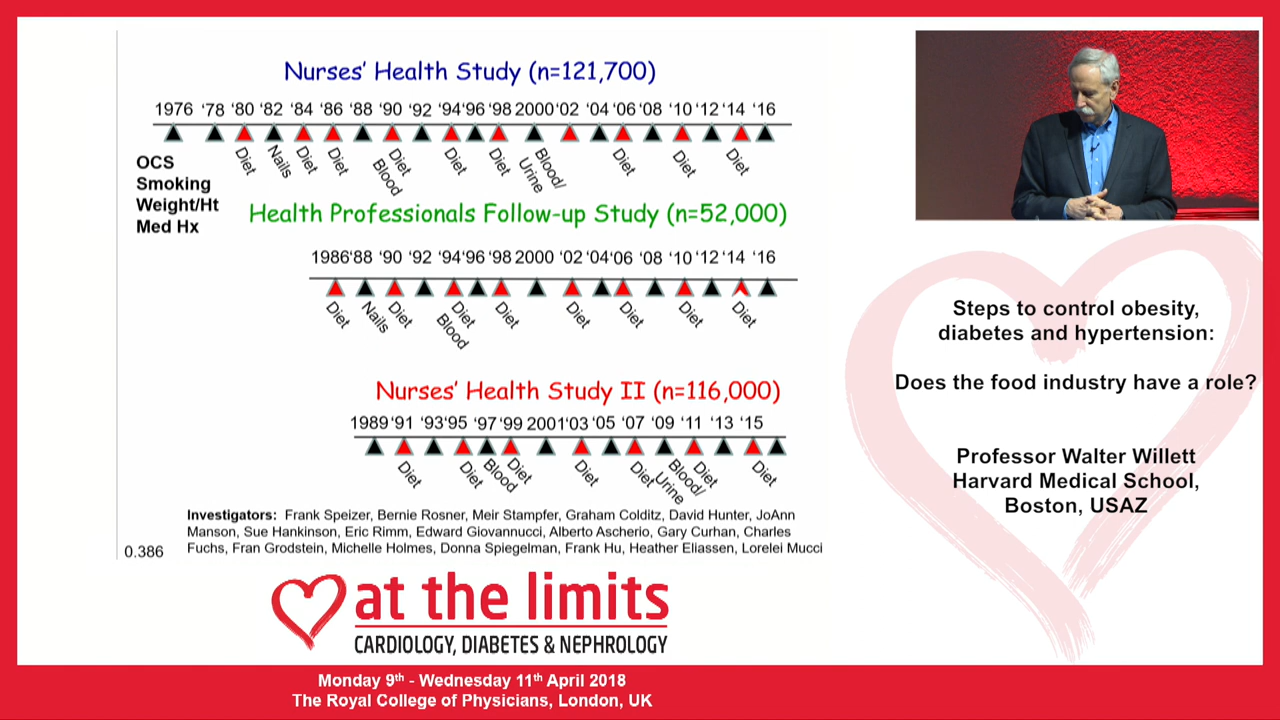 Nurses’ Health Study (n=121,700)
1976 ‘78 ‘80 ‘82 ‘84 ‘86 ‘88 ‘90 ‘92 ‘94 ‘96 ‘98 2000 ‘02 ‘04 ‘06 ‘08 ‘10 ‘12 ‘14 ‘16
Diet Nails Diet Diet Blood Diet Diet Diet Blood/ Urine Diet Diet Diet
OCS
Smoking
Weight/Ht
Med Hx
Health Professionals Follow-up Study (n=52,000)
1986 ‘88 ‘90 ‘92 ‘94 ‘96 ‘98 2000 ‘02 ‘04 ‘06 ‘08 ‘10 ‘12 ‘14 ‘16
Diet Nails Diet Blood Diet Diet Diet Diet Diet Diet
Nurses’ Health Study II (n=116,000)
1989 ‘91 ‘93 ‘95 ‘97 ‘99 2001 ‘03 ‘05 ‘07 ‘09 ‘11 ‘13 ‘15
Diet Diet Blood Diet Diet Diet Blood/ Urine Diet Diet
Investigators: Frank Speizer, Bernie Rosner, Meir Stampfer, Graham Colditz, David Hunter, JoAnn
Manson, Sue Hankinson, Eric Rimm, Edward Giovannucci, Alberto Ascherio, Gary Curhan, Charles
Fuchs, Fran Grodstein, Michelle Holmes, Donna Spiegelman, Frank Hu, Heather Eliassen, Lorelei Mucci
0.386
at the limits
CARDIOLOGY, DIABETES & NEPHROLOGY
Monday 9th - Wednesday 11th April 2018
The Royal College of Physicians, London, UK
Steps to control obesity,
diabetes and hypertension:
Does the food industry have a role?
Professor Walter Willett
Harvard Medical School,
Boston, USAZ